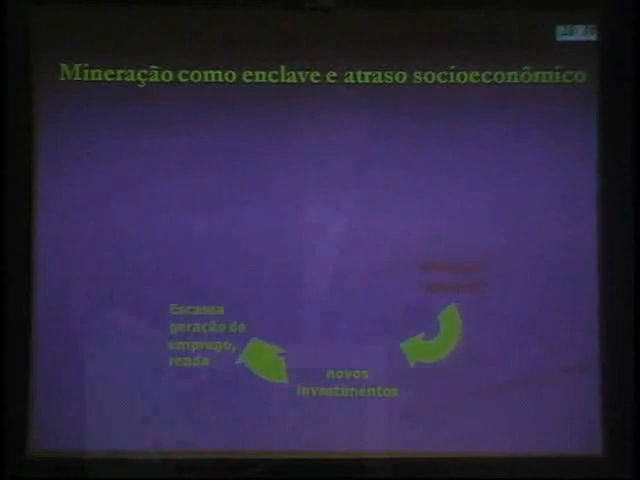 Mineração como enclave e atraso socioeconômico
Escassa
geração de
emprego,
renda
novos
investimentos